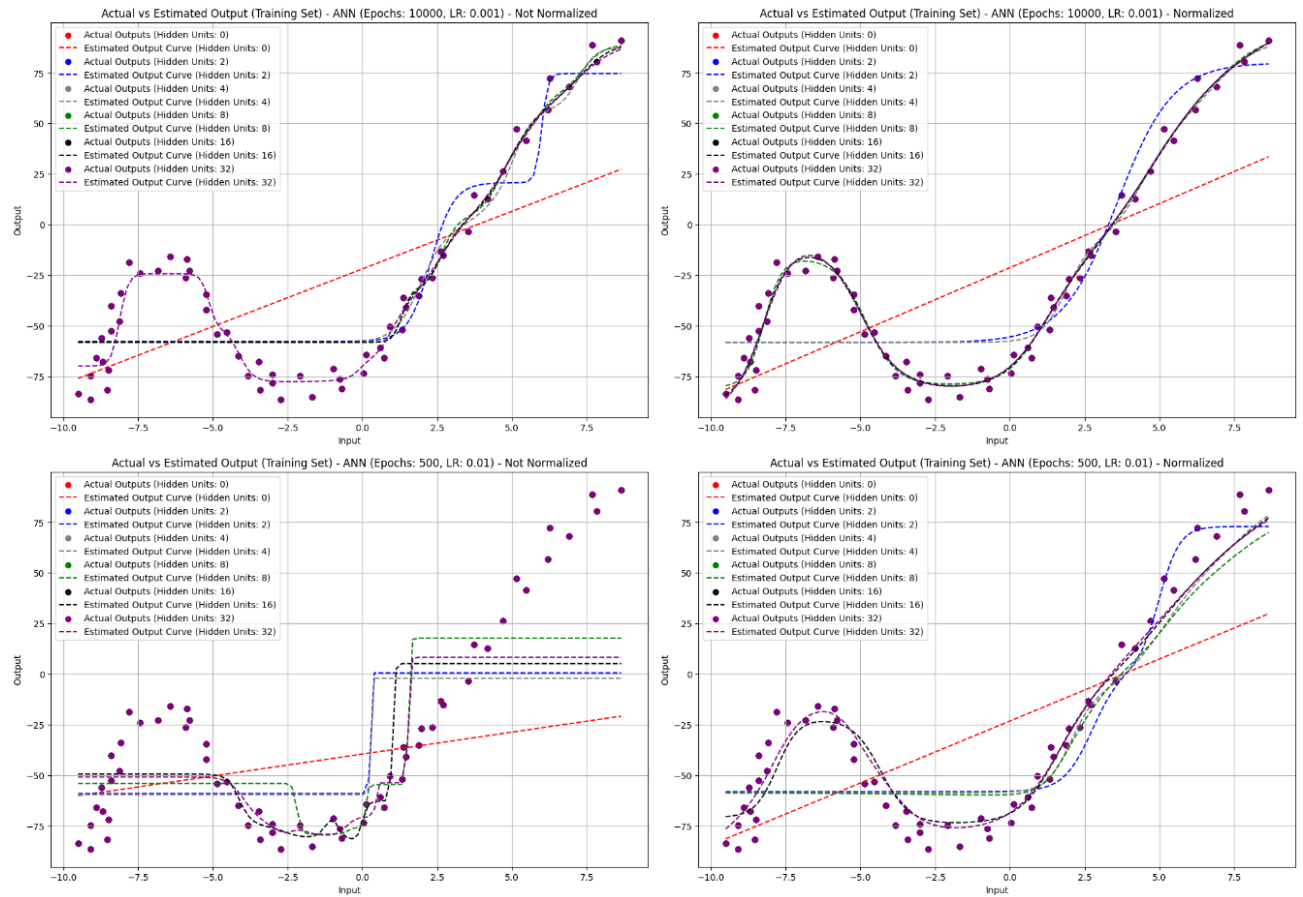 Actual vs Estimated Output (Training Set) - ANN (Epochs: 10000, LR: 0.001) - Not Normalized
Actual Outputs (Hidden Units: 0)
Estimated Output Curve (Hidden Units: 0)
Actual Outputs (Hidden Units: 2)
Estimated Output Curve (Hidden Units: 2)
Actual Outputs (Hidden Units: 4)
Estimated Output Curve (Hidden Units: 4)
Actual Outputs (Hidden Units: 8)
Estimated Output Curve (Hidden Units: 8)
Actual Outputs (Hidden Units: 16)
Estimated Output Curve (Hidden Units: 16)
Actual Outputs (Hidden Units: 32)
Estimated Output Curve (Hidden Units: 32)
75
50
25
0
−25
−50
−75
Output
−10.0 −7.5 −5.0 −2.5 0.0 2.5 5.0 7.5
Input
Actual vs Estimated Output (Training Set) - ANN (Epochs: 10000, LR: 0.001) - Normalized
Actual Outputs (Hidden Units: 0)
Estimated Output Curve (Hidden Units: 0)
Actual Outputs (Hidden Units: 2)
Estimated Output Curve (Hidden Units: 2)
Actual Outputs (Hidden Units: 4)
Estimated Output Curve (Hidden Units: 4)
Actual Outputs (Hidden Units: 8)
Estimated Output Curve (Hidden Units: 8)
Actual Outputs (Hidden Units: 16)
Estimated Output Curve (Hidden Units: 16)
Actual Outputs (Hidden Units: 32)
Estimated Output Curve (Hidden Units: 32)
75
50
25
0
−25
−50
−75
Output
−10.0 −7.5 −5.0 −2.5 0.0 2.5 5.0 7.5
Input
Actual vs Estimated Output (Training Set) - ANN (Epochs: 500, LR: 0.01) - Not Normalized
Actual Outputs (Hidden Units: 0)
Estimated Output Curve (Hidden Units: 0)
Actual Outputs (Hidden Units: 2)
Estimated Output Curve (Hidden Units: 2)
Actual Outputs (Hidden Units: 4)
Estimated Output Curve (Hidden Units: 4)
Actual Outputs (Hidden Units: 8)
Estimated Output Curve (Hidden Units: 8)
Actual Outputs (Hidden Units: 16)
Estimated Output Curve (Hidden Units: 16)
Actual Outputs (Hidden Units: 32)
Estimated Output Curve (Hidden Units: 32)
75
50
25
0
−25
−50
−75
Output
−10.0 −7.5 −5.0 −2.5 0.0 2.5 5.0 7.5
Input
Actual vs Estimated Output (Training Set) - ANN (Epochs: 500, LR: 0.01) - Normalized
Actual Outputs (Hidden Units: 0)
Estimated Output Curve (Hidden Units: 0)
Actual Outputs (Hidden Units: 2)
Estimated Output Curve (Hidden Units: 2)
Actual Outputs (Hidden Units: 4)
Estimated Output Curve (Hidden Units: 4)
Actual Outputs (Hidden Units: 8)
Estimated Output Curve (Hidden Units: 8)
Actual Outputs (Hidden Units: 16)
Estimated Output Curve (Hidden Units: 16)
Actual Outputs (Hidden Units: 32)
Estimated Output Curve (Hidden Units: 32)
75
50
25
0
−25
−50
−75
Output
−10.0 −7.5 −5.0 −2.5 0.0 2.5 5.0 7.5
Input